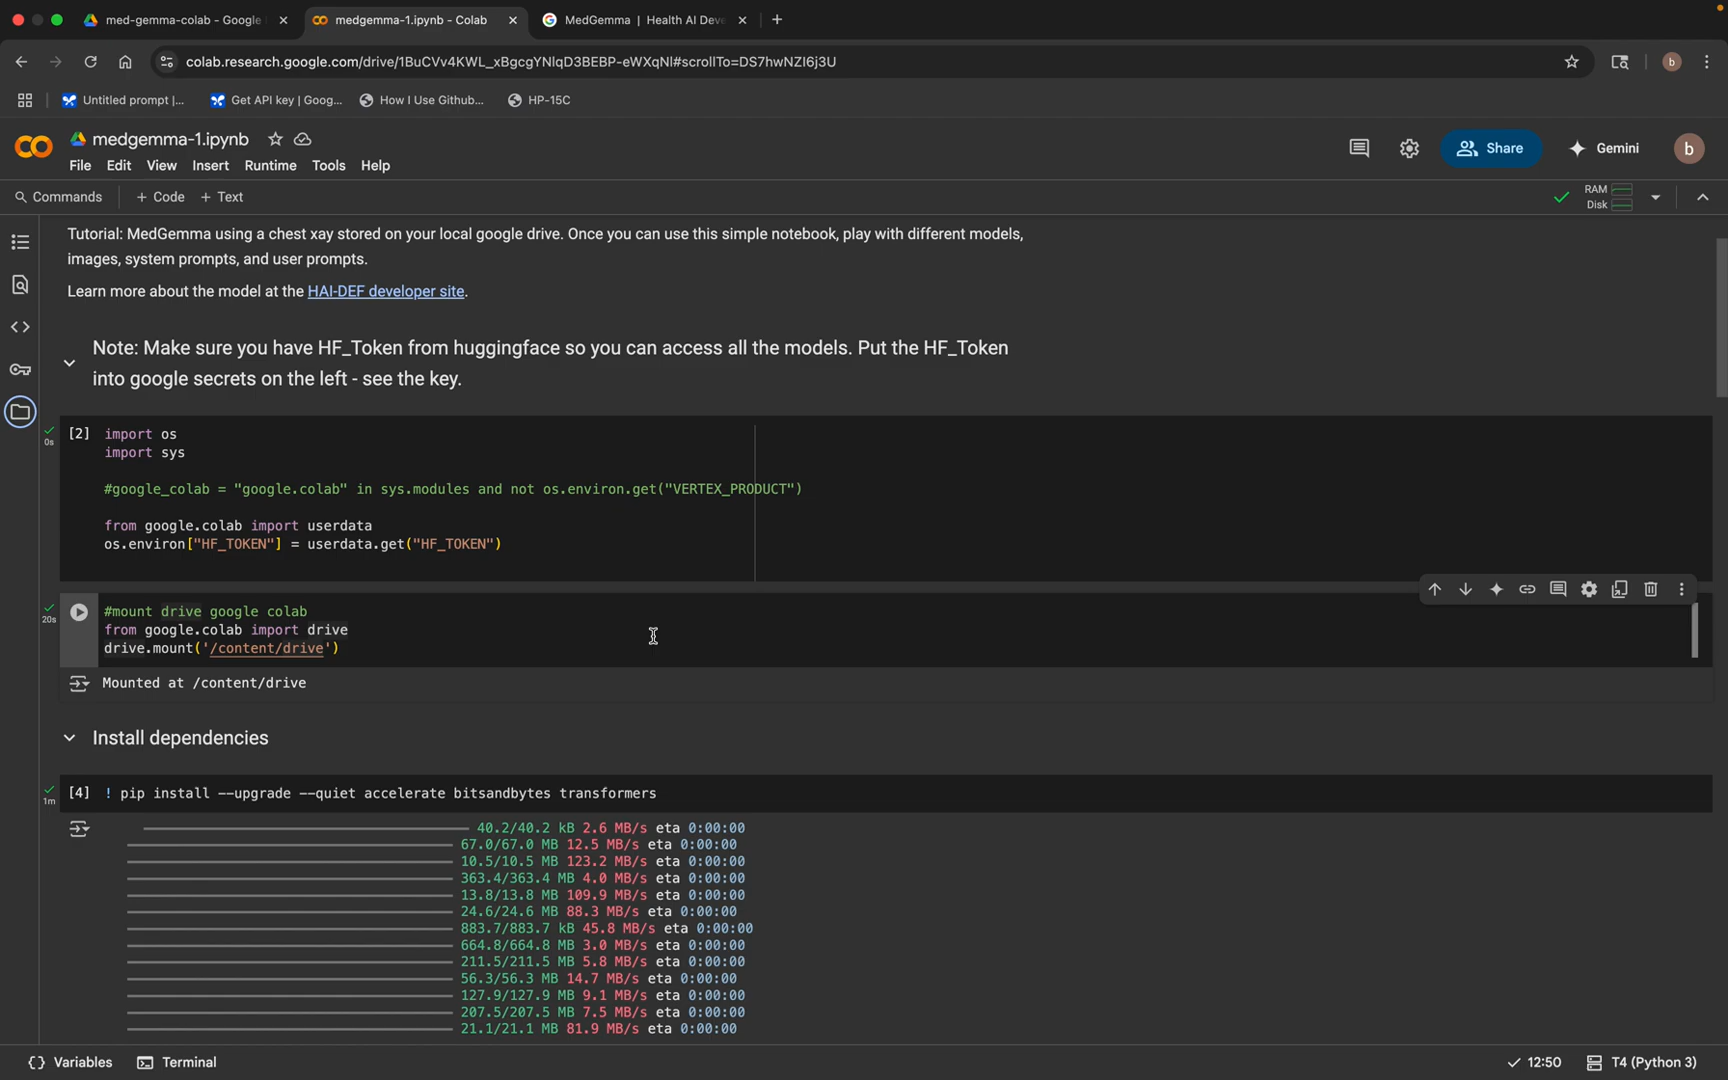 med-gemma-colab - Google
medgemma-1.ipynb - Colab
MedGemma | Health AI Dev
colab.research.google.com/drive/1BuCVv4KWL_xBgcgYNlqD3BEBP-eWXqNl#scrollTo=DS7hwNZI6j3U
Untitled prompt |...
Get API key | Goog...
How I Use Github...
HP-15C
medgemma-1.ipynb
File Edit View Insert Runtime Tools Help
Share
Gemini
b
Commands + Code + Text
RAM
Disk
Tutorial: MedGemma using a chest xay stored on your local google drive. Once you can use this simple notebook, play with different models,
images, system prompts, and user prompts.
Learn more about the model at the HAI-DEF developer site.
Note: Make sure you have HF_Token from huggingface so you can access all the models. Put the HF_Token
into google secrets on the left - see the key.
0s
[2] import os
import sys
#google_colab = "google.colab" in sys.modules and not os.environ.get("VERTEX_PRODUCT")
from google.colab import userdata
os.environ["HF_TOKEN"] = userdata.get("HF_TOKEN")
20s
#mount drive google colab
from google.colab import drive
drive.mount('/content/drive')
Mounted at /content/drive
Install dependencies
1m
[4] ! pip install --upgrade --quiet accelerate bitsandbytes transformers
40.2/40.2 kB 2.6 MB/s eta 0:00:00
67.0/67.0 MB 12.5 MB/s eta 0:00:00
10.5/10.5 MB 123.2 MB/s eta 0:00:00
363.4/363.4 MB 4.0 MB/s eta 0:00:00
13.8/13.8 MB 109.9 MB/s eta 0:00:00
24.6/24.6 MB 88.3 MB/s eta 0:00:00
883.7/883.7 kB 45.8 MB/s eta 0:00:00
664.8/664.8 MB 3.0 MB/s eta 0:00:00
211.5/211.5 MB 5.8 MB/s eta 0:00:00
56.3/56.3 MB 14.7 MB/s eta 0:00:00
127.9/127.9 MB 9.1 MB/s eta 0:00:00
207.5/207.5 MB 7.5 MB/s eta 0:00:00
21.1/21.1 MB 81.9 MB/s eta 0:00:00
{} Variables Terminal
12:50 T4 (Python 3)